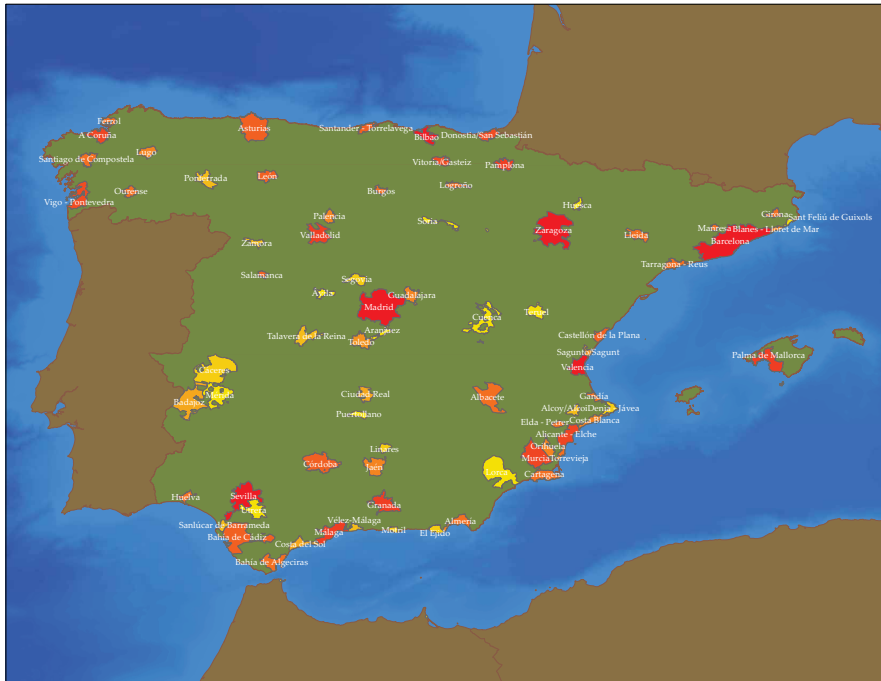 Ferrol
A Coruña
Asturias
Santander - Torrelavega
Bilbao
Donostia/San Sebastián
Lugo
Santiago de Compostela
Vitoria/Gasteiz
Pamplona
Ponferrada
León
Ourense
Burgos
Logroño
Vigo - Pontevedra
Huesca
Palencia
Soria
Girona
Sant Feliú de Guixols
Zaragoza
Lleida
Manresa
Blanes - Lloret de Mar
Valladolid
Zamora
Barcelona
Tarragona - Reus
Salamanca
Segovia
Ávila
Guadalajara
Madrid
Teruel
Cuenca
Aranjuez
Talavera de la Reina
Toledo
Castellón de la Plana
Sagunto/Sagunt
Palma de Mallorca
Valencia
Cáceres
Mérida
Badajoz
Ciudad-Real
Albacete
Gandía
Puertollano
Alcoy/Alcoi
Denia - Jávea
Elda - Petrer
Costa Blanca
Alicante - Elche
Linares
Orihuela
Murcia
Torrevieja
Córdoba
Jaén
Lorca
Cartagena
Huelva
Sevilla
Utrera
Granada
Sanlúcar de Barrameda
Vélez-Málaga
Almería
Bahía de Cádiz
Málaga
Motril
El Ejido
Costa del Sol
Bahía de Algeciras